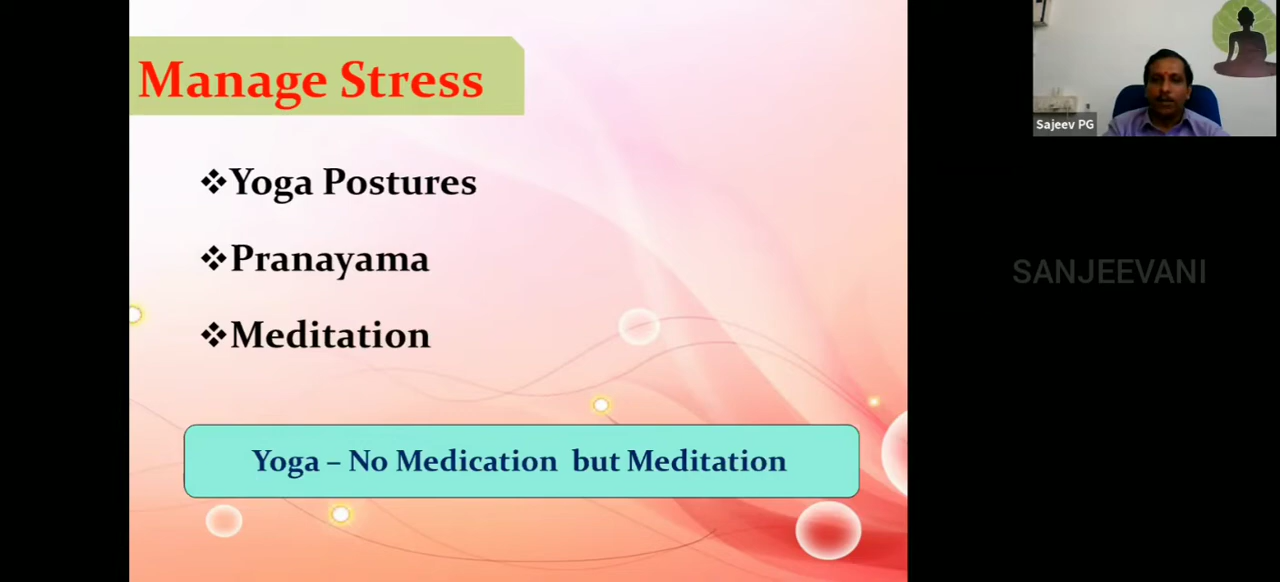 Manage Stress
❖Yoga Postures
❖Pranayama
❖Meditation
Yoga – No Medication but Meditation
Sajeev PG
SANJEEVANI